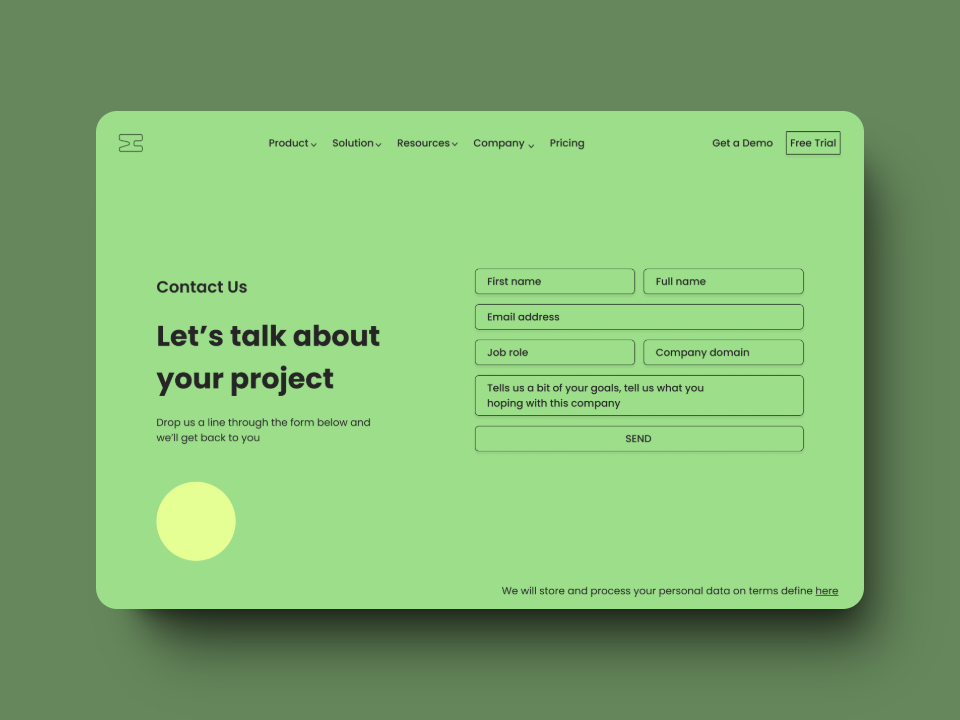 Product Solution Resources Company Pricing Get a Demo Free Trial
Contact Us
Let’s talk about
your project
Drop us a line through the form below and
we’ll get back to you
First name Full name
Email address
Job role Company domain
Tells us a bit of your goals, tell us what you
hoping with this company
SEND
We will store and process your personal data on terms define here